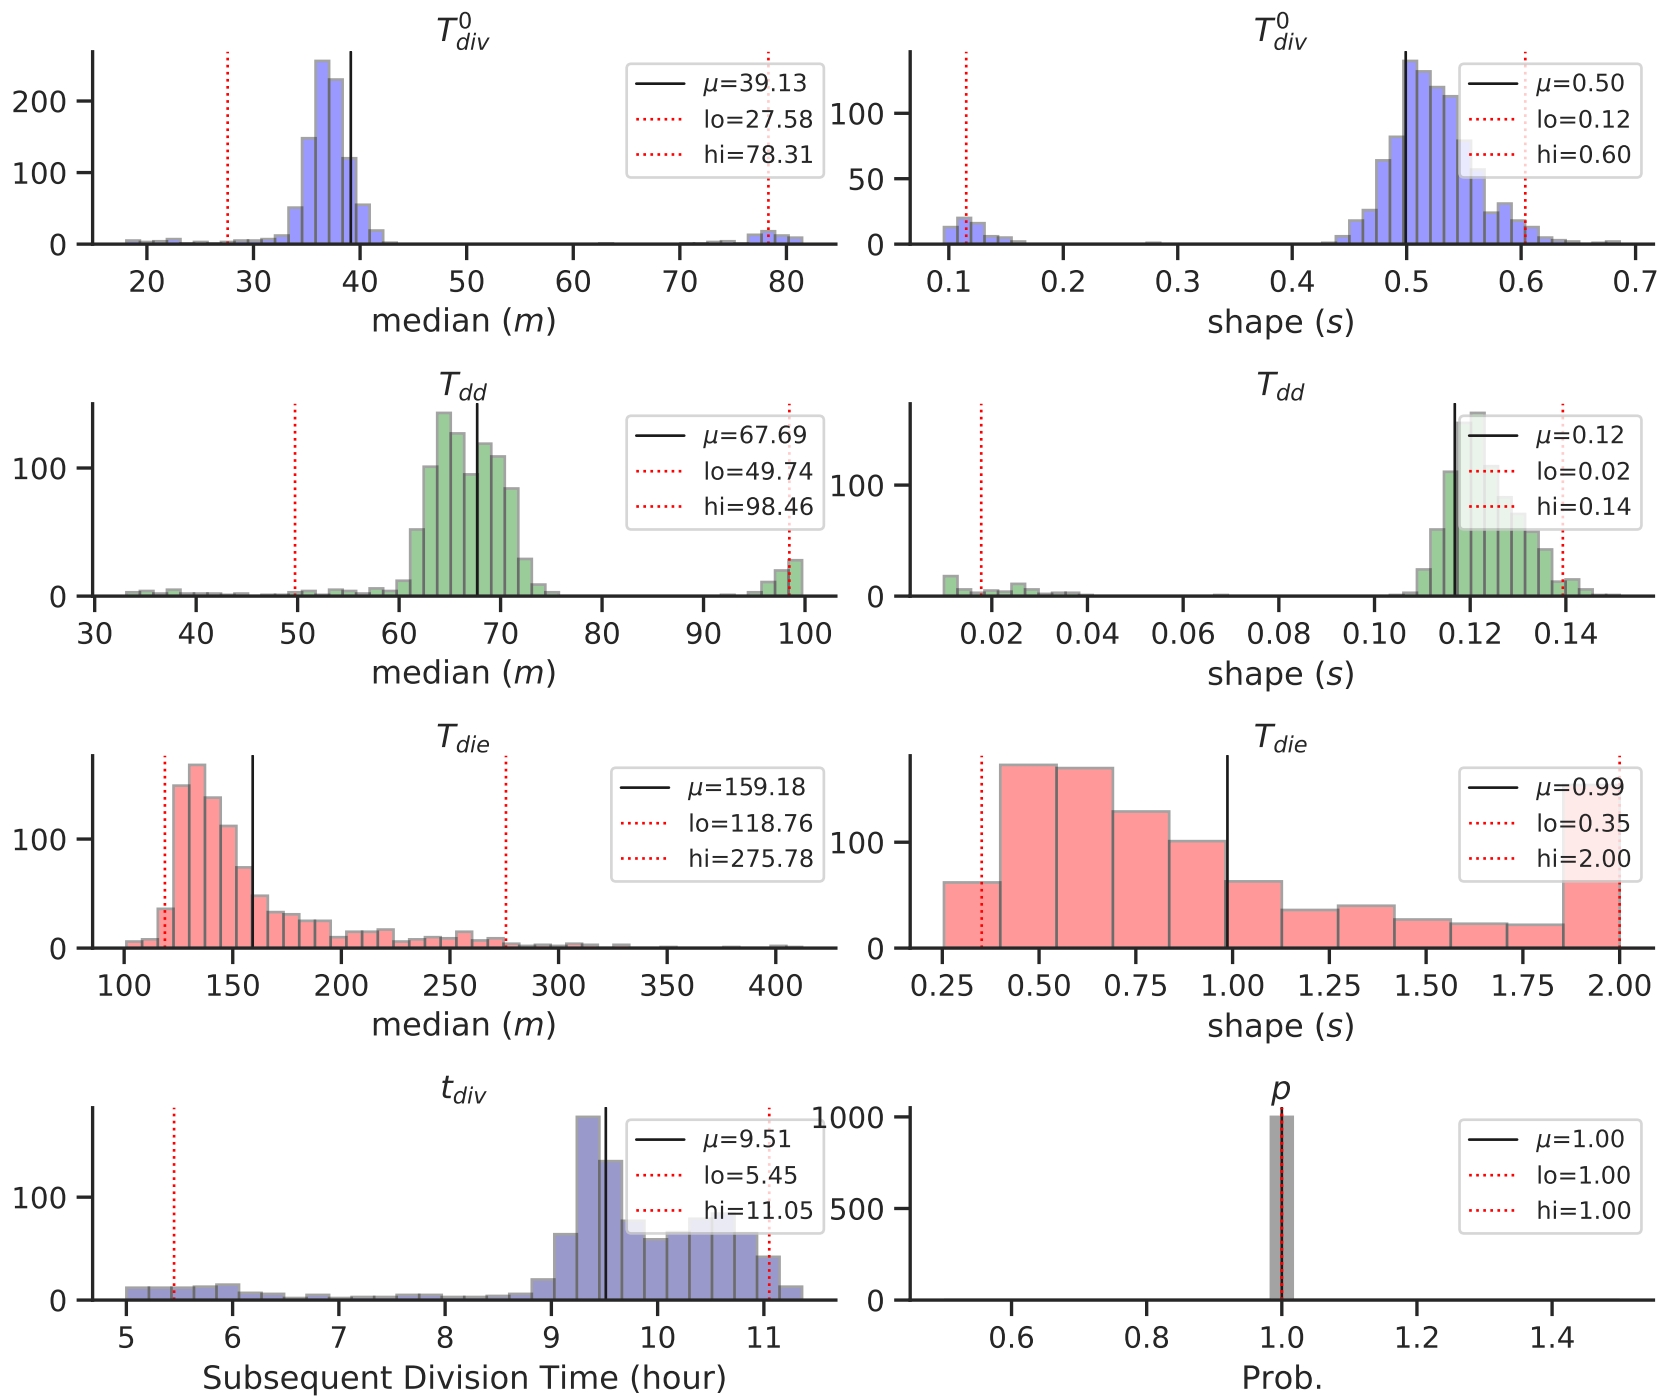 T⁰div
200
100
0
μ=39.13
lo=27.58
hi=78.31
20 30 40 50 60 70 80
median (m)
T⁰div
100
50
0
μ=0.50
lo=0.12
hi=0.60
0.1 0.2 0.3 0.4 0.5 0.6 0.7
shape (s)
Tdd
100
0
μ=67.69
lo=49.74
hi=98.46
30 40 50 60 70 80 90 100
median (m)
Tdd
100
0
μ=0.12
lo=0.02
hi=0.14
0.02 0.04 0.06 0.08 0.10 0.12 0.14
shape (s)
Tdie
100
0
μ=159.18
lo=118.76
hi=275.78
100 150 200 250 300 350 400
median (m)
Tdie
100
0
μ=0.99
lo=0.35
hi=2.00
0.25 0.50 0.75 1.00 1.25 1.50 1.75 2.00
shape (s)
tdiv
100
0
μ=9.51
lo=5.45
hi=11.05
5 6 7 8 9 10 11
Subsequent Division Time (hour)
p
1000
500
0
μ=1.00
lo=1.00
hi=1.00
0.6 0.8 1.0 1.2 1.4
Prob.